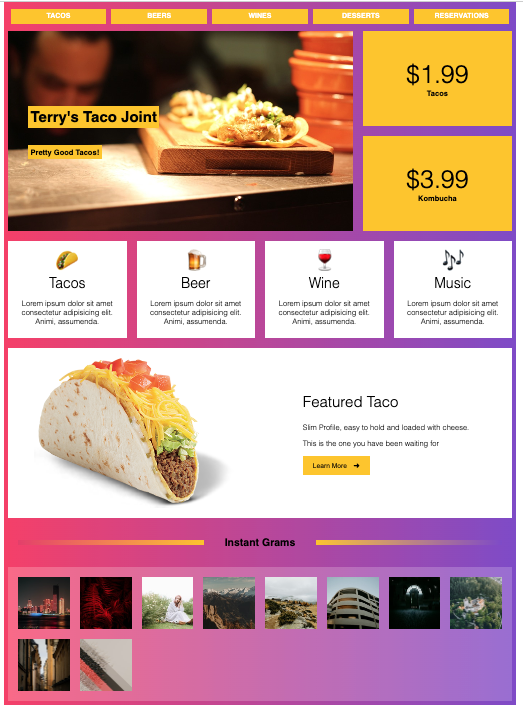 TACOS
BEERS
WINES
DESSERTS
RESERVATIONS
Terry's Taco Joint
Pretty Good Tacos!
$1.99
Tacos
$3.99
Kombucha
Tacos
Lorem ipsum dolor sit amet
consectetur adipisicing elit.
Animi, assumenda.
Beer
Lorem ipsum dolor sit amet
consectetur adipisicing elit.
Animi, assumenda.
Wine
Lorem ipsum dolor sit amet
consectetur adipisicing elit.
Animi, assumenda.
Music
Lorem ipsum dolor sit amet
consectetur adipisicing elit.
Animi, assumenda.
Featured Taco
Slim Profile, easy to hold and loaded with cheese.
This is the one you have been waiting for
Learn More ➜
Instant Grams